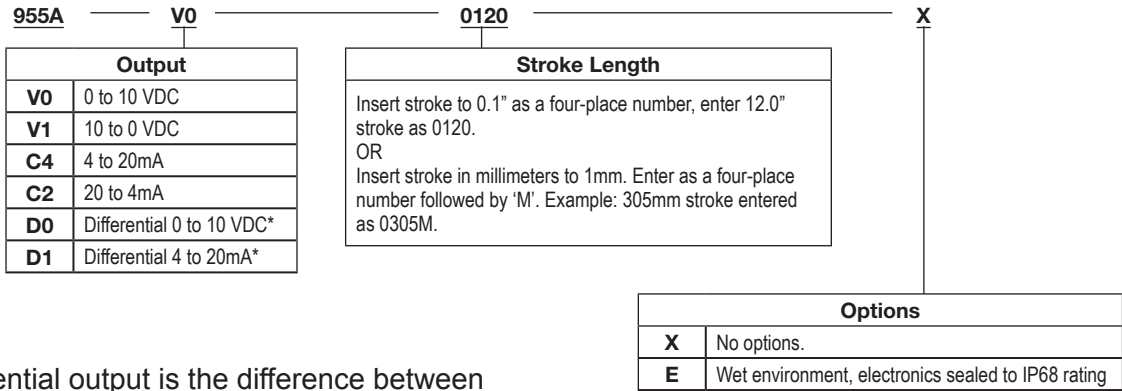 955A V0 0120 X
Output
V0 0 to 10 VDC
V1 10 to 0 VDC
C4 4 to 20mA
C2 20 to 4mA
D0 Differential 0 to 10 VDC*
D1 Differential 4 to 20mA*
Stroke Length
Insert stroke to 0.1” as a four-place number, enter 12.0”
stroke as 0120.
OR
Insert stroke in millimeters to 1mm. Enter as a four-place
number followed by ‘M’. Example: 305mm stroke entered
as 0305M.
Options
X No options.
E Wet environment, electronics sealed to IP68 rating
ential output is the difference between